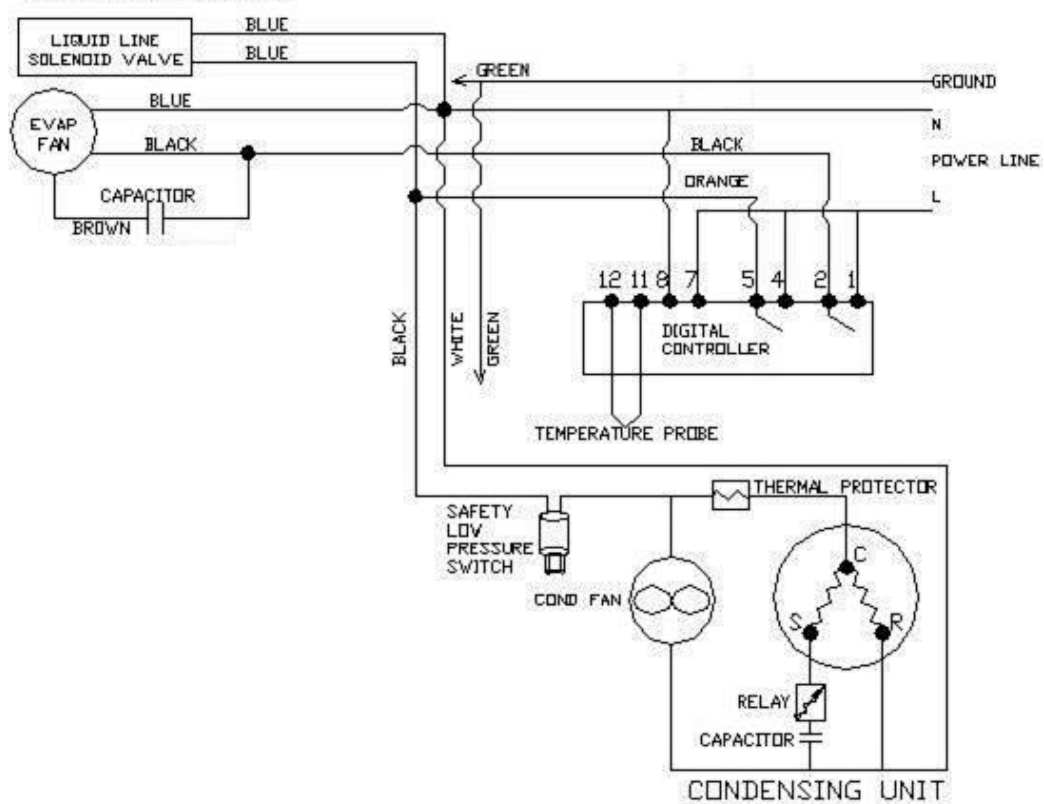 LIQUID LINE
SOLENOID VALVE
BLUE
BLUE
GREEN
GROUND
BLUE
N
EVAP
FAN
BLACK
BLACK
POWER LINE
ORANGE
L
CAPACITOR
BROWN
12 11 8 7 5 4 2 1
DIGITAL
CONTROLLER
BLACK
WHITE
GREEN
TEMPERATURE PROBE
THERMAL PROTECTOR
SAFETY
LOW
PRESSURE
SWITCH
C
COND FAN
S
R
RELAY
CAPACITOR
CONDENSING UNIT